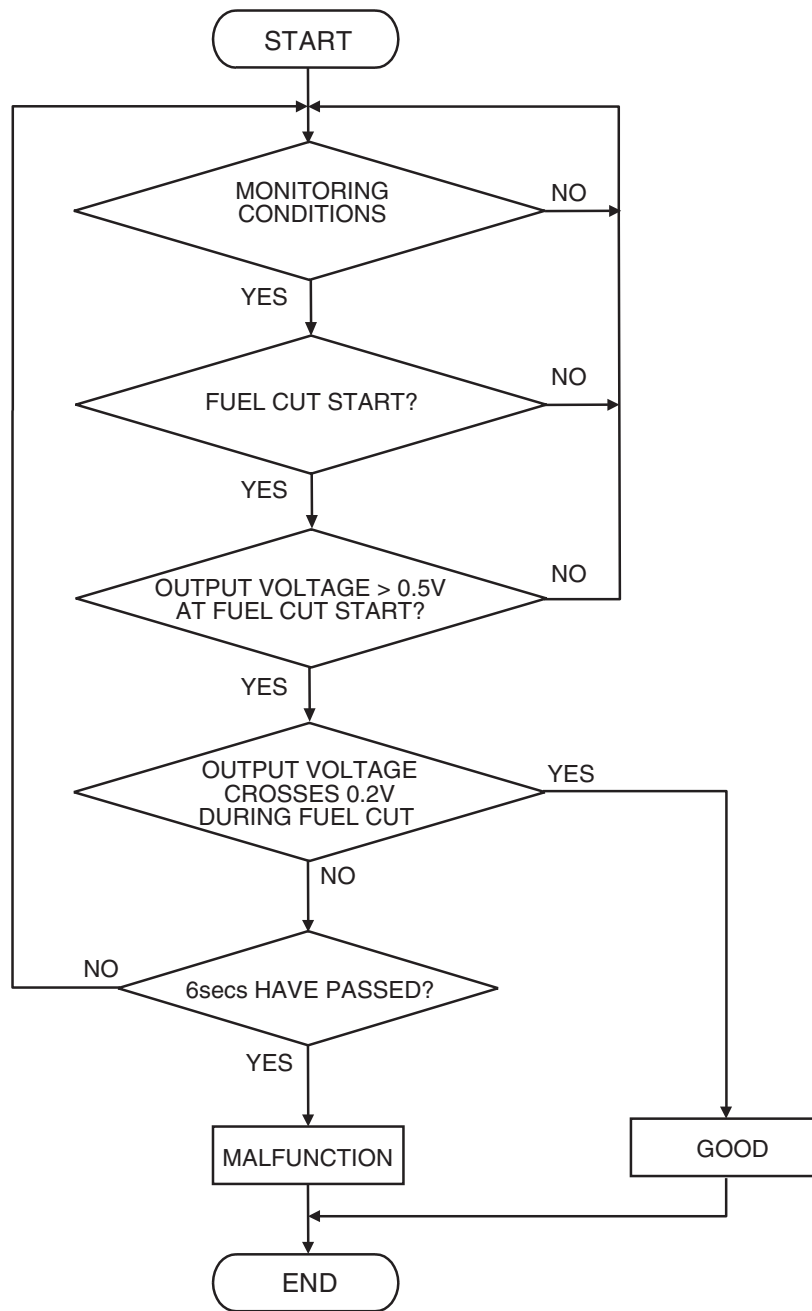 START
MONITORING
CONDITIONS
NO
YES
FUEL CUT START?
NO
YES
OUTPUT VOLTAGE > 0.5V
AT FUEL CUT START?
NO
YES
OUTPUT VOLTAGE
CROSSES 0.2V
DURING FUEL CUT
YES
NO
6secs HAVE PASSED?
NO
YES
MALFUNCTION
GOOD
END